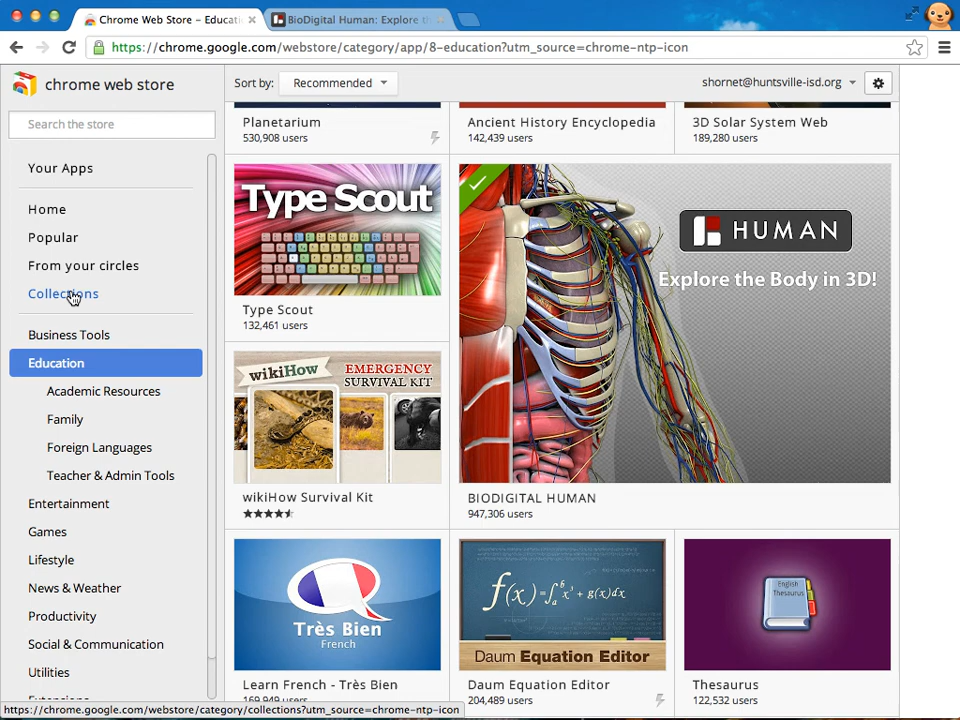 Chrome Web Store – Educati
BioDigital Human: Explore th
https://chrome.google.com/webstore/category/app/8-education?utm_source=chrome-ntp-icon
chrome web store
Sort by:
Recommended
shornet@huntsville-isd.org
Search the store
Your Apps
Home
Popular
From your circles
Collections
Business Tools
Education
Academic Resources
Family
Foreign Languages
Teacher & Admin Tools
Entertainment
Games
Lifestyle
News & Weather
Productivity
Social & Communication
Utilities
Extensions
Planetarium
530,908 users
Ancient History Encyclopedia
142,439 users
3D Solar System Web
189,280 users
Type Scout
Type Scout
132,461 users
HUMAN
Explore the Body in 3D!
BIODIGITAL HUMAN
947,306 users
wikiHow
EMERGENCY
SURVIVAL KIT
wikiHow Survival Kit
Très Bien
French
Learn French - Très Bien
169,949 users
f(x)=∫ₐᵇxⁿ+g(x)dx
Daum Equation Editor
Daum Equation Editor
204,489 users
English
Thesaurus
Thesaurus
122,532 users
https://chrome.google.com/webstore/category/collections?utm_source=chrome-ntp-icon